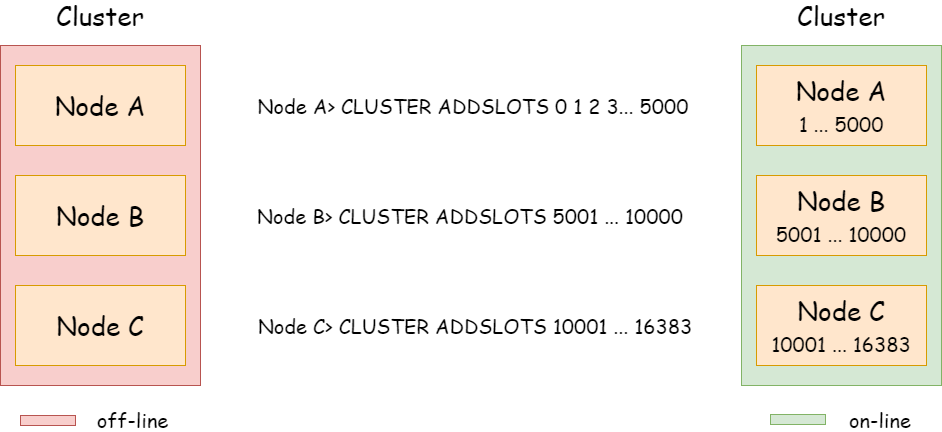 Cluster
Cluster
Node A
Node A> CLUSTER ADDSLOTS 0 1 2 3... 5000
Node A
1 ... 5000
Node B
Node B> CLUSTER ADDSLOTS 5001 ... 10000
Node B
5001 ... 10000
Node C
Node C> CLUSTER ADDSLOTS 10001 ... 16383
Node C
10001 ... 16383
off-line
on-line